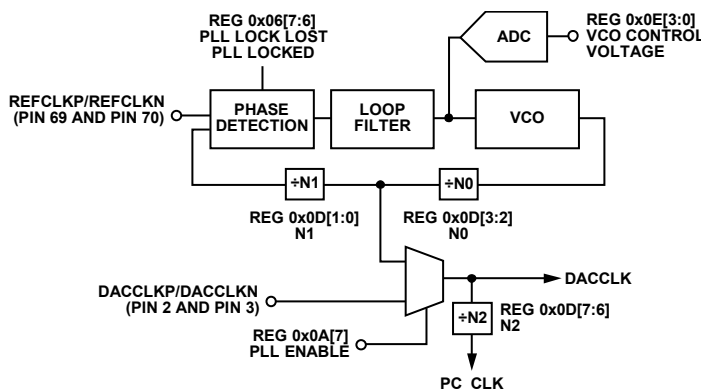 REG 0x06[7:6]
PLL LOCK LOST
PLL LOCKED
ADC
REG 0x0E[3:0]
VCO CONTROL
VOLTAGE
REFCLKP/REFCLKN
(PIN 69 AND PIN 70)
PHASE
DETECTION
LOOP
FILTER
VCO
÷N1
÷N0
REG 0x0D[1:0]
N1
REG 0x0D[3:2]
N0
DACCLKP/DACCLKN
(PIN 2 AND PIN 3)
DACCLK
REG 0x0A[7]
PLL ENABLE
÷N2
REG 0x0D[7:6]
N2
PC_CLK